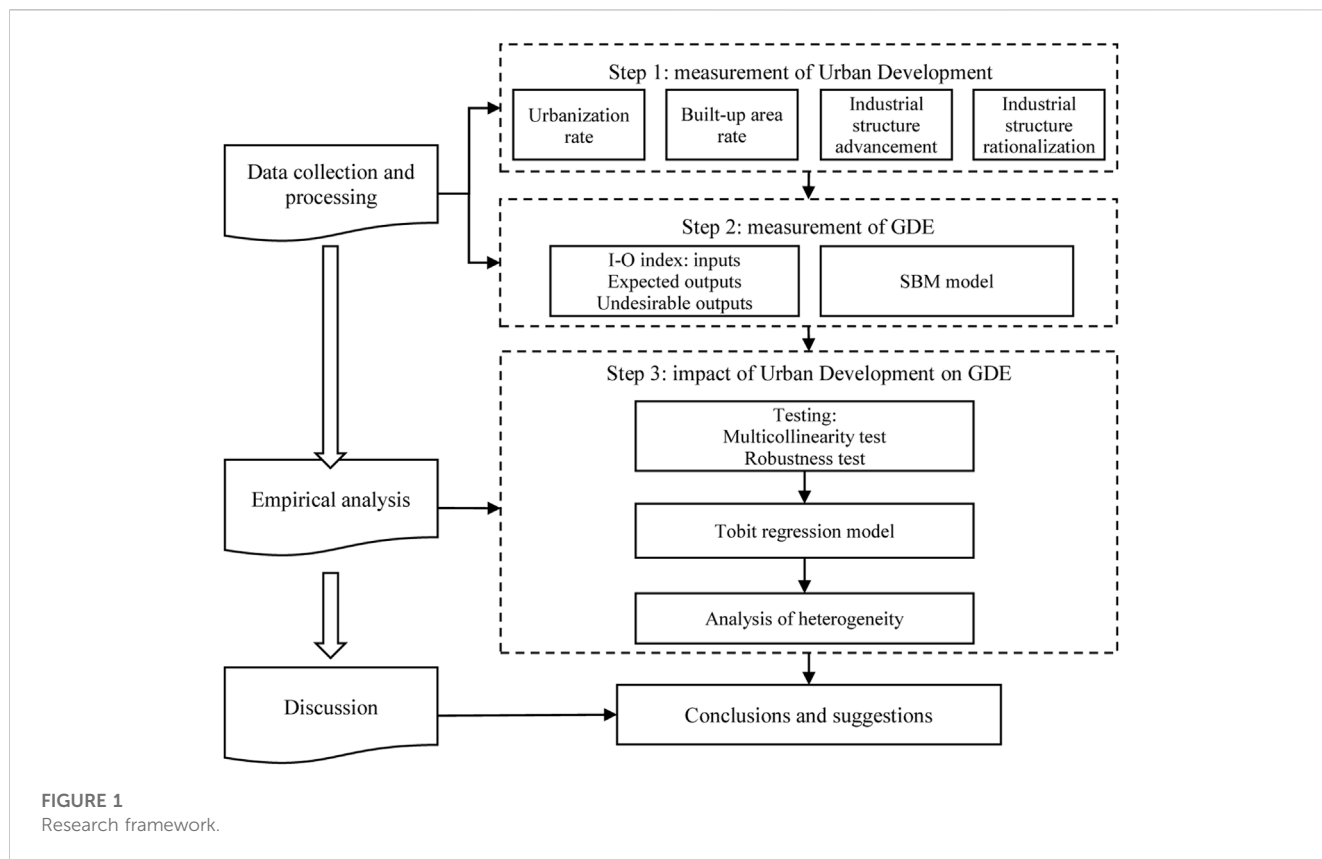 Step 1: measurement of Urban Development
Urbanization
rate
Built-up area
rate
Industrial
structure
advancement
Industrial
structure
rationalization
Data collection and
processing
Step 2: measurement of GDE
I-O index: inputs
Expected outputs
Undesirable outputs
SBM model
Step 3: impact of Urban Development on GDE
Testing:
Multicollinearity test
Robustness test
Empirical analysis
Tobit regression model
Analysis of heterogeneity
Discussion
Conclusions and suggestions
FIGURE 1
Research framework.